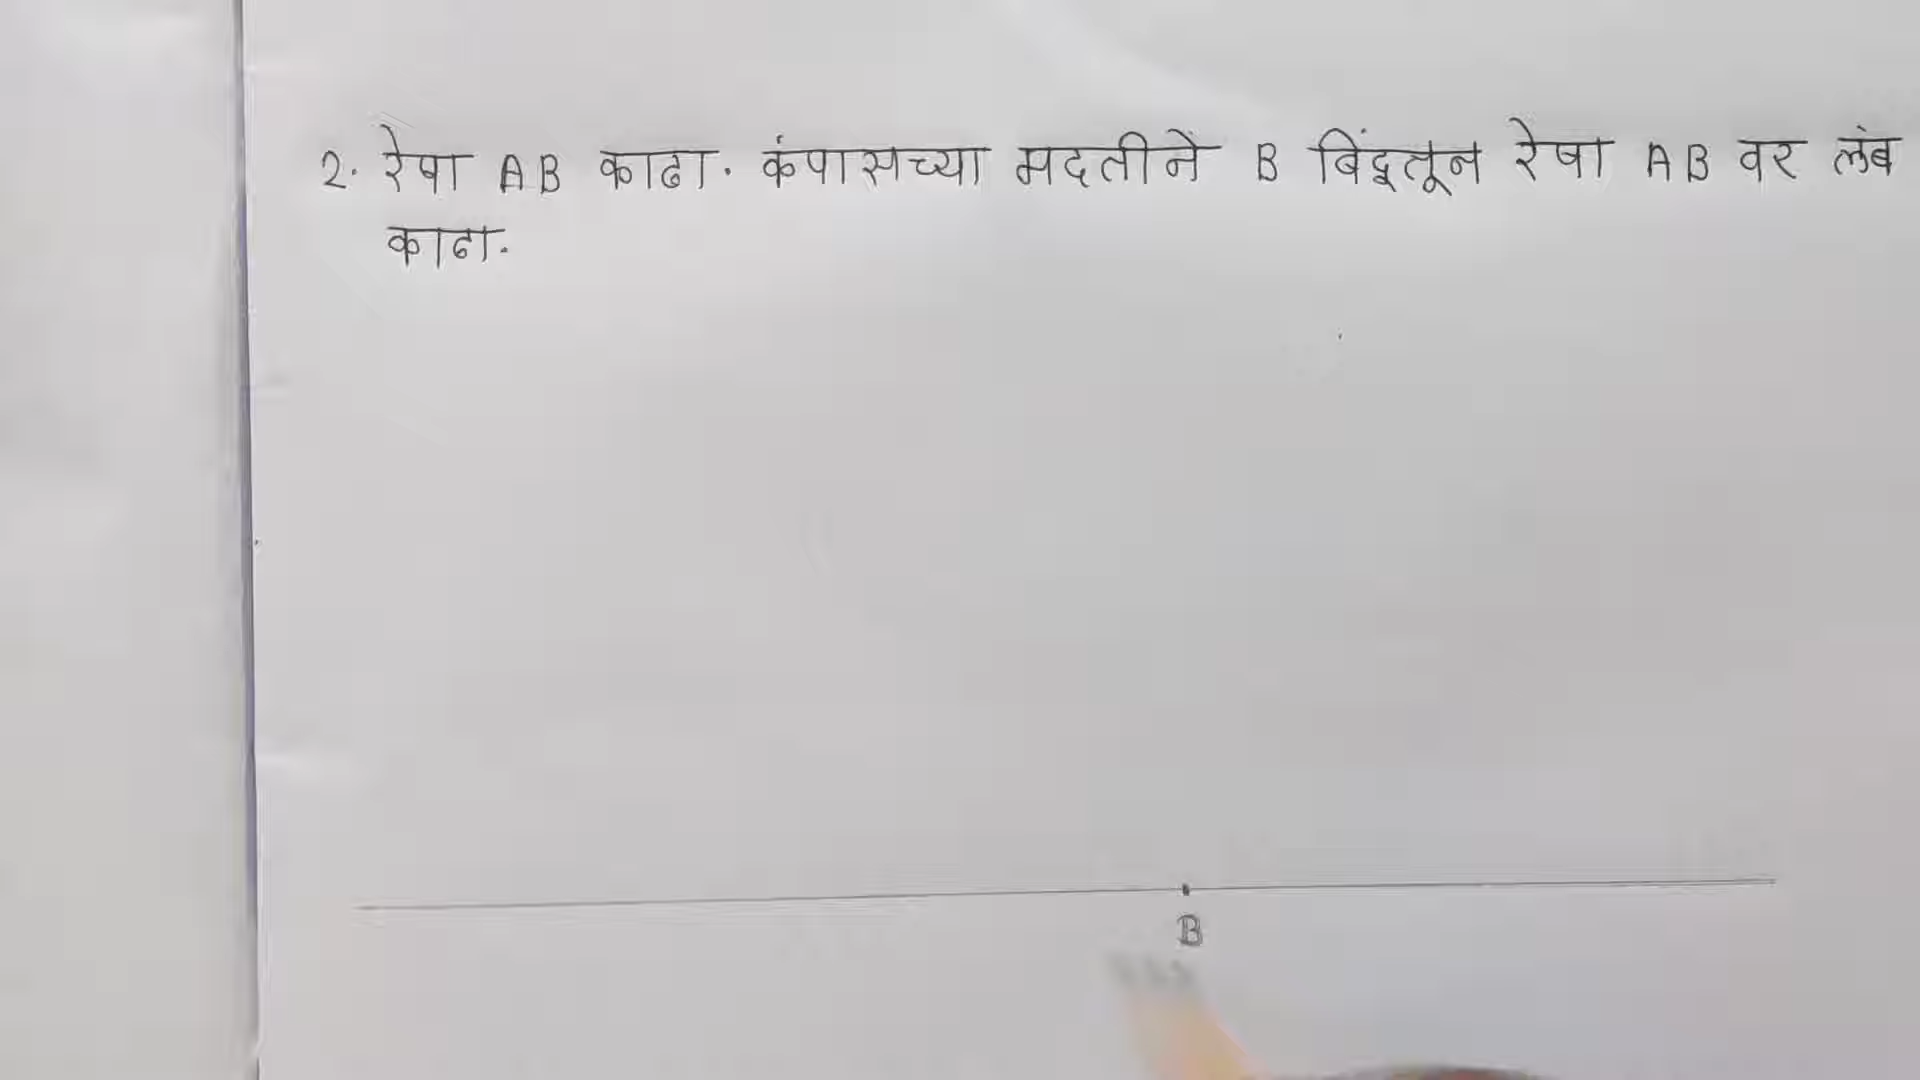 2. रेषा AB काढा. कंपासच्या मदतीने B बिंदूतून रेषा AB वर लंब
काढा.
B